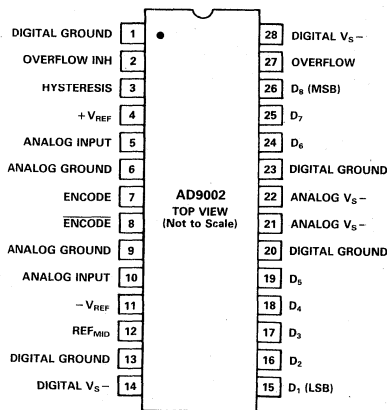 DIGITAL GROUND 1 28 DIGITAL VS−
OVERFLOW INH 2 27 OVERFLOW
HYSTERESIS 3 26 D8 (MSB)
+VREF 4 25 D7
ANALOG INPUT 5 24 D6
ANALOG GROUND 6 23 DIGITAL GROUND
ENCODE 7 22 ANALOG VS−
ENCODE 8 21 ANALOG VS−
ANALOG GROUND 9 20 DIGITAL GROUND
ANALOG INPUT 10 19 D5
−VREF 11 18 D4
REFMID 12 17 D3
DIGITAL GROUND 13 16 D2
DIGITAL VS− 14 15 D1 (LSB)
AD9002
TOP VIEW
(Not to Scale)